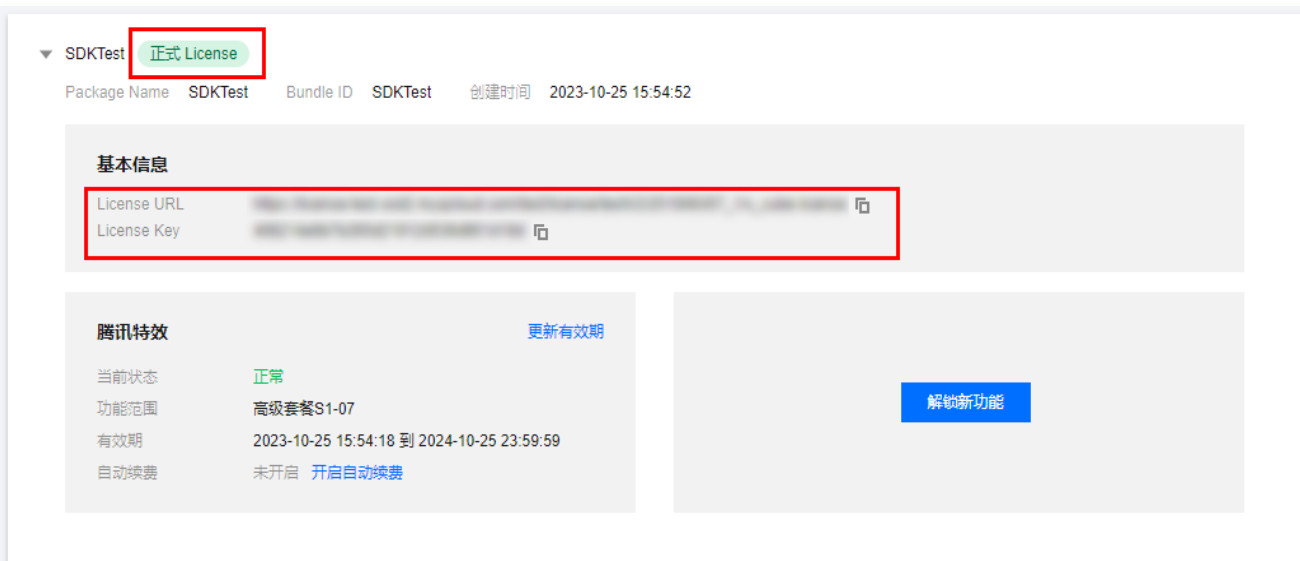 SDKTest 正式 License
Package Name SDKTest Bundle ID SDKTest 创建时间 2023-10-25 15:54:52
基本信息
License URL
License Key
腾讯特效 更新有效期
当前状态 正常
功能范围 高级套餐S1-07
有效期 2023-10-25 15:54:18 到 2024-10-25 23:59:59
自动续费 未开启 开启自动续费
解锁新功能